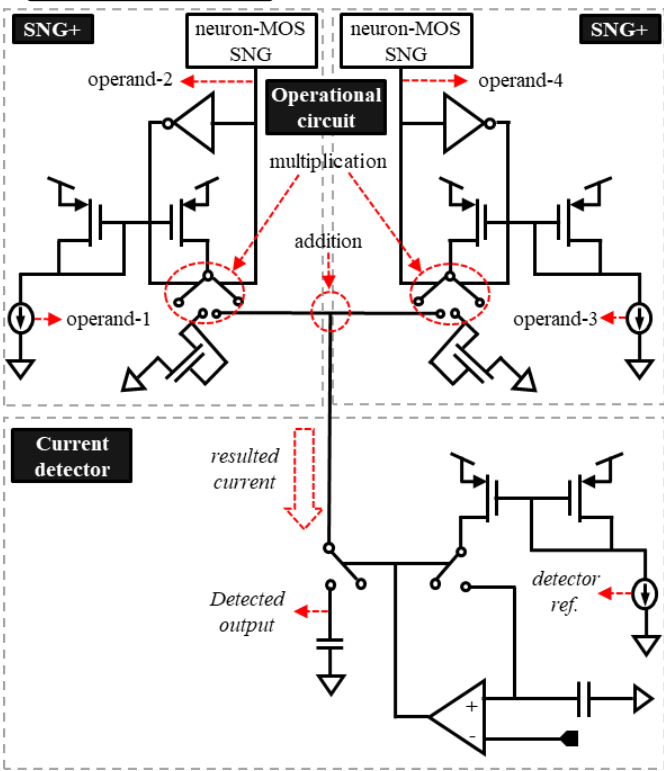 SNG+
neuron-MOS
SNG
neuron-MOS
SNG
SNG+
operand-2
operand-4
Operational
circuit
multiplication
addition
operand-1
operand-3
Current
detector
resulted
current
Detected
output
detector
ref.
+
-